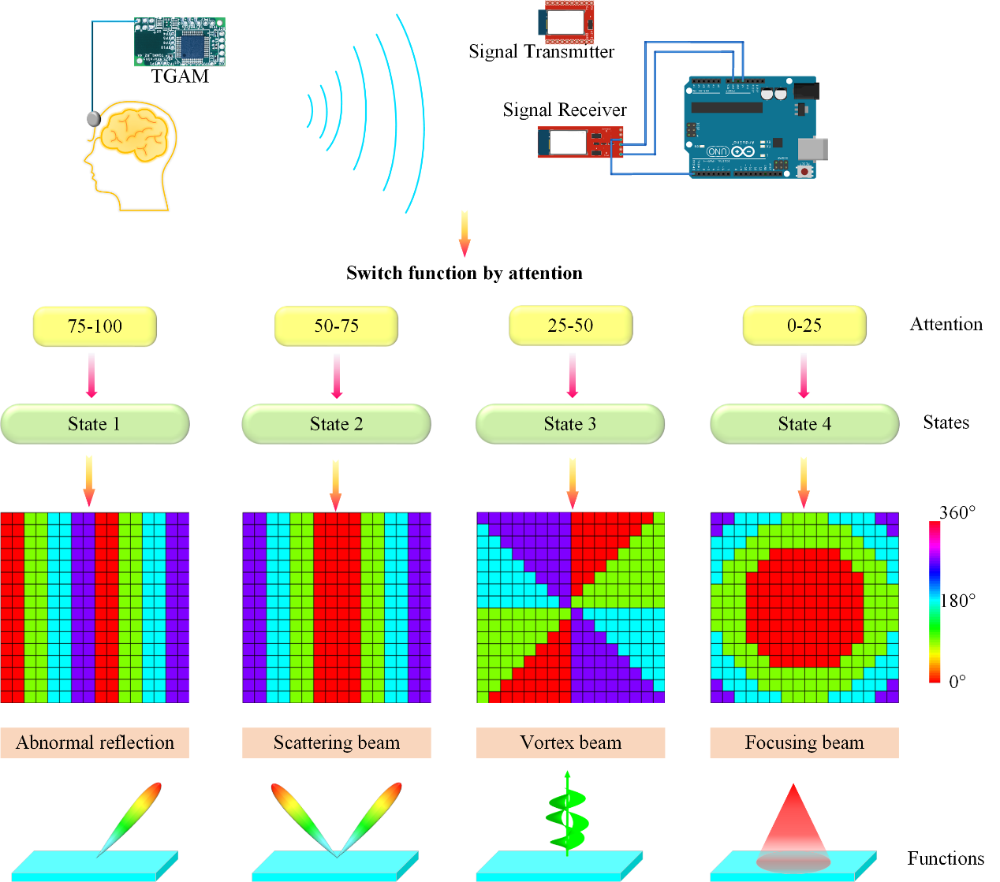 TGAM
Signal Transmitter
Signal Receiver
UNO
Arduino
Switch function by attention
75-100
50-75
25-50
0-25
Attention
State 1
State 2
State 3
State 4
States
360°
180°
0°
Abnormal reflection
Scattering beam
Vortex beam
Focusing beam
Functions